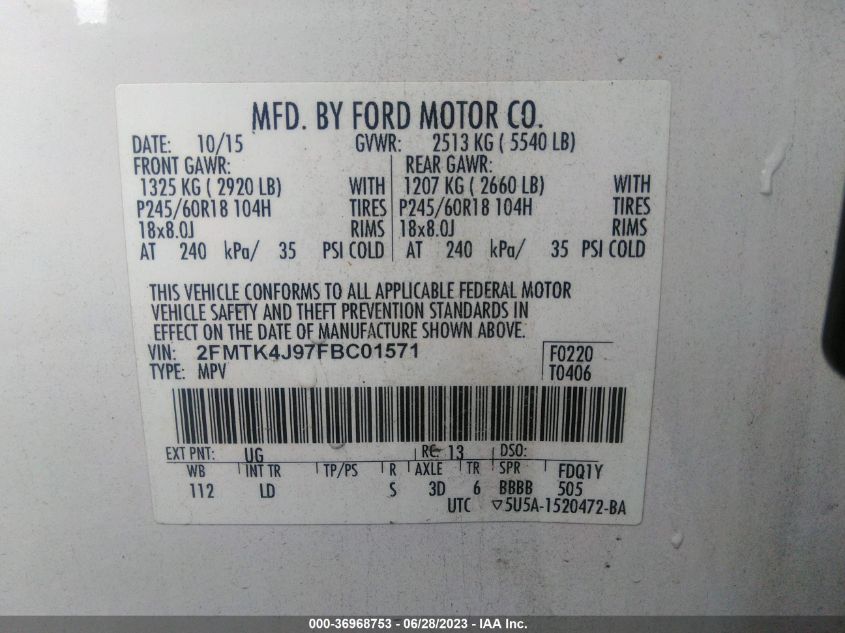 MFD. BY FORD MOTOR CO.
DATE: 10/15 GVWR: 2513 KG ( 5540 LB)
FRONT GAWR: REAR GAWR:
1325 KG ( 2920 LB) WITH 1207 KG ( 2660 LB) WITH
P245/60R18 104H TIRES P245/60R18 104H TIRES
18x8.0J RIMS 18x8.0J RIMS
AT 240 kPa/ 35 PSI COLD AT 240 kPa/ 35 PSI COLD
THIS VEHICLE CONFORMS TO ALL APPLICABLE FEDERAL MOTOR
VEHICLE SAFETY AND THEFT PREVENTION STANDARDS IN
EFFECT ON THE DATE OF MANUFACTURE SHOWN ABOVE.
VIN: 2FMTK4J97FBC01571 F0220
TYPE: MPV T0406
EXT PNT: UG RC: 13 DSO:
WB INT TR TP/PS R AXLE TR SPR FDQ1Y
112 LD S 3D 6 BBBB 505
UTC ▽5U5A-1520472-BA
000-36968753 - 06/28/2023 - IAA Inc.